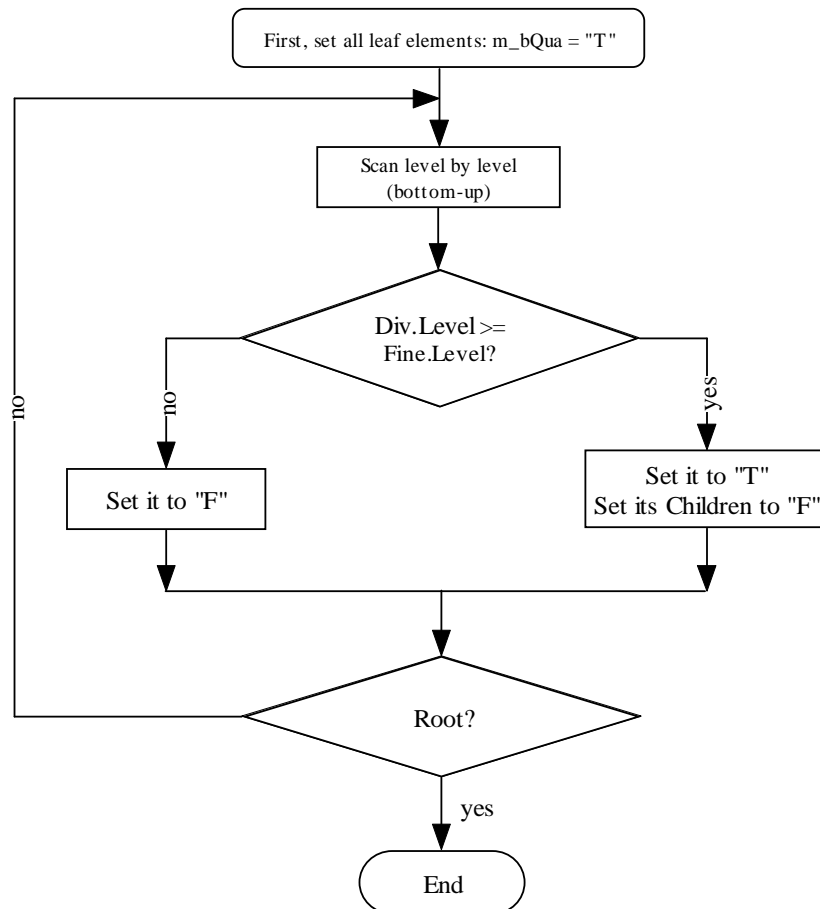 First, set all leaf elements: m_bQua = "T"
Scan level by level
(bottom-up)
Div.Level >=
Fine.Level?
no
no
yes
Set it to "F"
Set it to "T"
Set its Children to "F"
Root?
yes
End